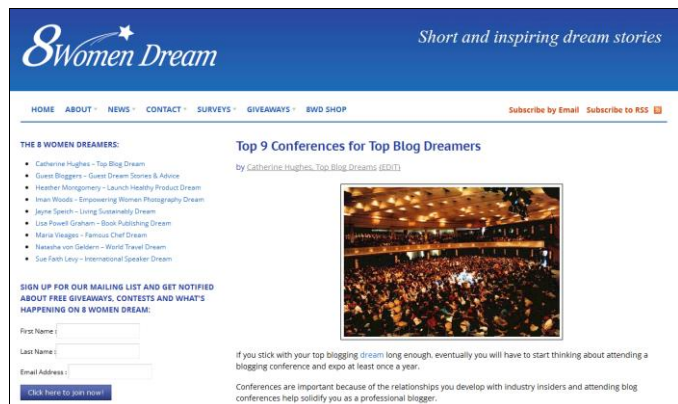 8 Women Dream
Short and inspiring dream stories
HOME ABOUT NEWS CONTACT SURVEYS GIVEAWAYS 8WD SHOP
Subscribe by Email Subscribe to RSS
THE 8 WOMEN DREAMERS:
Catherine Hughes – Top Blog Dream
Guest Bloggers – Guest Dream Stories & Advice
Heather Montgomery – Launch Healthy Product Dream
Iman Woods – Empowering Women Photography Dream
Jayne Speich – Living Sustainably Dream
Lisa Powell Graham – Book Publishing Dream
Maria Vieages – Famous Chef Dream
Natasha von Geldern – World Travel Dream
Sue Faith Levy – International Speaker Dream
SIGN UP FOR OUR MAILING LIST AND GET NOTIFIED
ABOUT FREE GIVEAWAYS, CONTESTS AND WHAT'S
HAPPENING ON 8 WOMEN DREAM:
First Name :
Last Name :
Email Address :
Click here to join now!
Top 9 Conferences for Top Blog Dreamers
by Catherine Hughes, Top Blog Dreams (EDIT)
If you stick with your top blogging dream long enough, eventually you will have to start thinking about attending a
blogging conference and expo at least once a year.
Conferences are important because of the relationships you develop with industry insiders and attending blog
conferences help solidify you as a professional blogger.